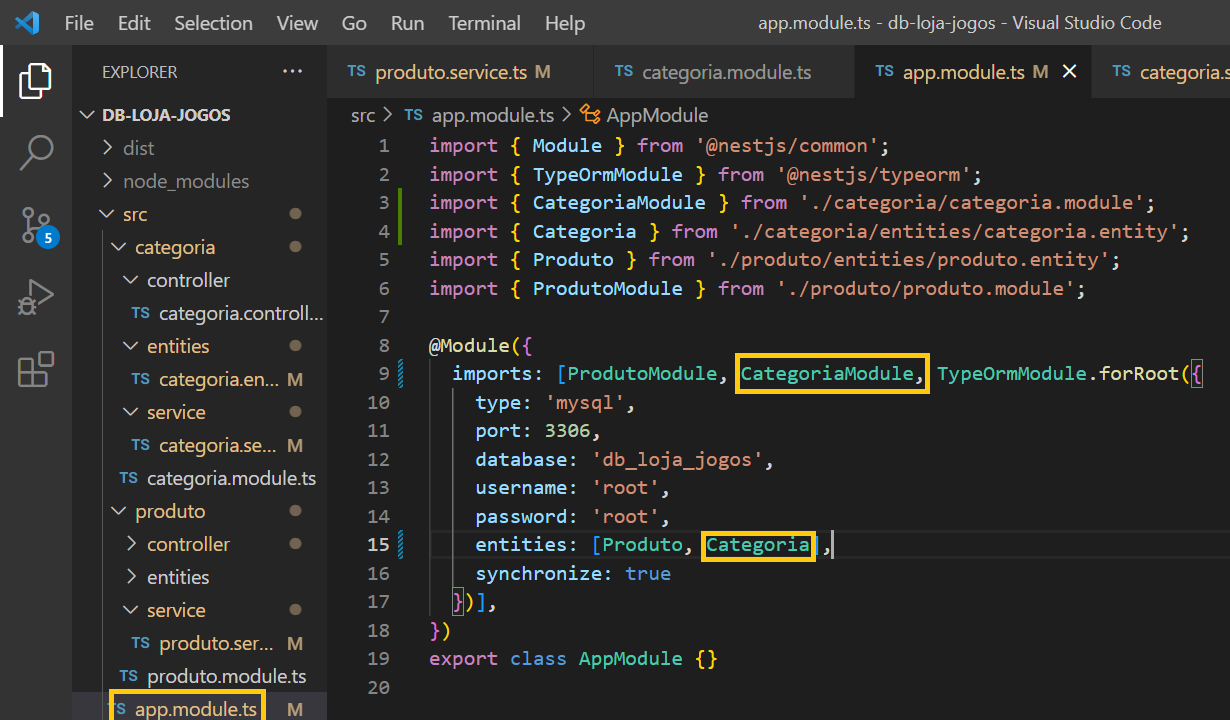 File Edit Selection View Go Run Terminal Help app.module.ts - db-loja-jogos - Visual Studio Code
EXPLORER ...
TS produto.service.ts M TS categoria.module.ts TS app.module.ts M × TS categoria.s
DB-LOJA-JOGOS
dist
node_modules
src
categoria
controller
TS categoria.controll...
entities
TS categoria.en... M
service
TS categoria.se... M
TS categoria.module.ts
produto
controller
entities
service
TS produto.ser... M
TS produto.module.ts
TS app.module.ts M
5
src > TS app.module.ts > AppModule
1 import { Module } from '@nestjs/common';
2 import { TypeOrmModule } from '@nestjs/typeorm';
3 import { CategoriaModule } from './categoria/categoria.module';
4 import { Categoria } from './categoria/entities/categoria.entity';
5 import { Produto } from './produto/entities/produto.entity';
6 import { ProdutoModule } from './produto/produto.module';
7
8 @Module({
9 imports: [ProdutoModule, CategoriaModule, TypeOrmModule.forRoot({
10 type: 'mysql',
11 port: 3306,
12 database: 'db_loja_jogos',
13 username: 'root',
14 password: 'root',
15 entities: [Produto, Categoria],
16 synchronize: true
17 })],
18 })
19 export class AppModule {}
20